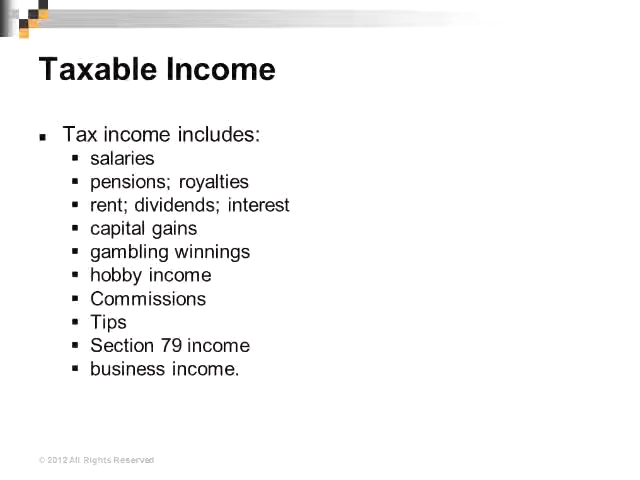 Taxable Income
Tax income includes:
salaries
pensions; royalties
rent; dividends; interest
capital gains
gambling winnings
hobby income
Commissions
Tips
Section 79 income
business income.
© 2012 All Rights Reserved